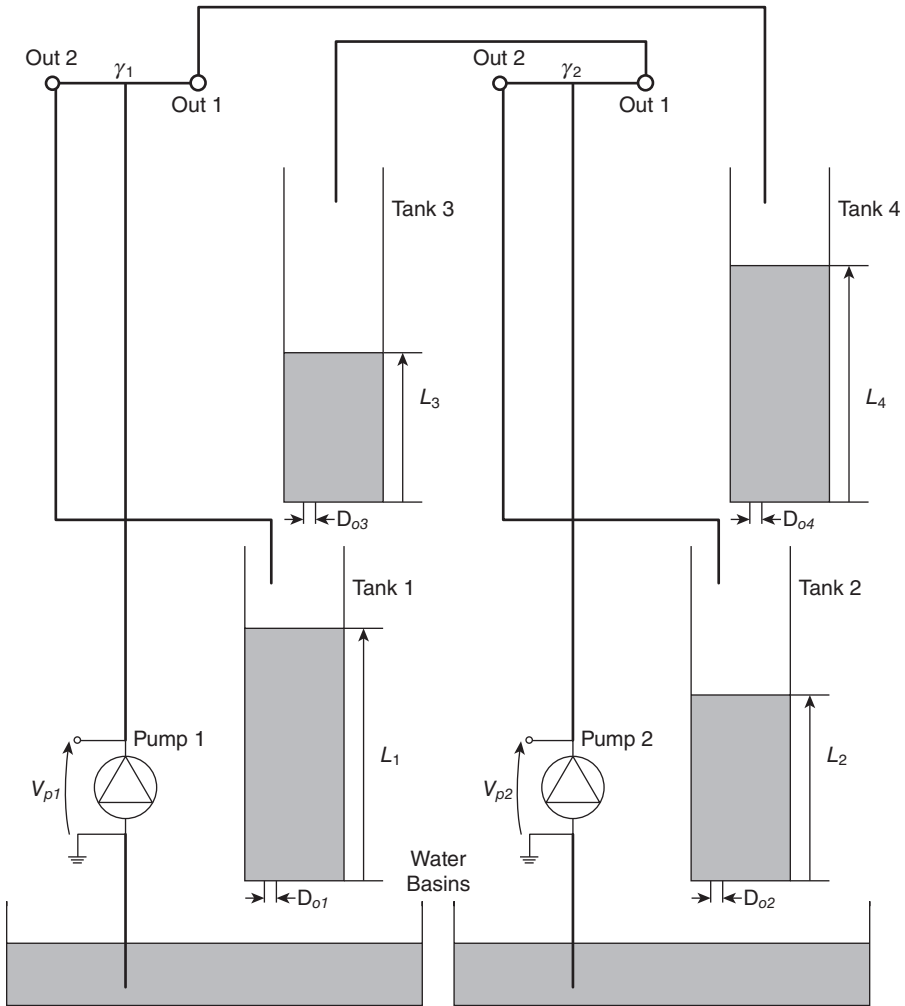 Out 2
γ1
Out 1
Out 2
γ2
Out 1
Tank 3
Tank 4
L3
L4
Do3
Do4
Tank 1
Tank 2
Pump 1
Pump 2
Vp1
L1
Vp2
L2
Water
Basins
Do1
Do2